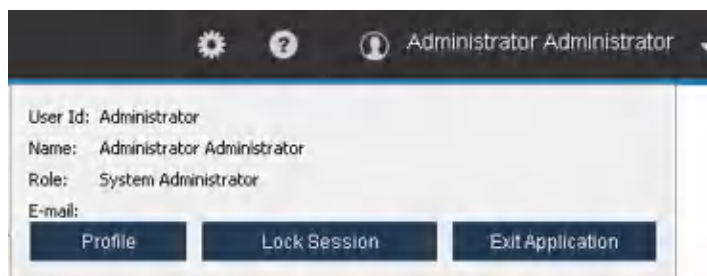 Administrator Administrator
User Id: Administrator
Name: Administrator Administrator
Role: System Administrator
E-mail:
Profile Lock Session Exit Application